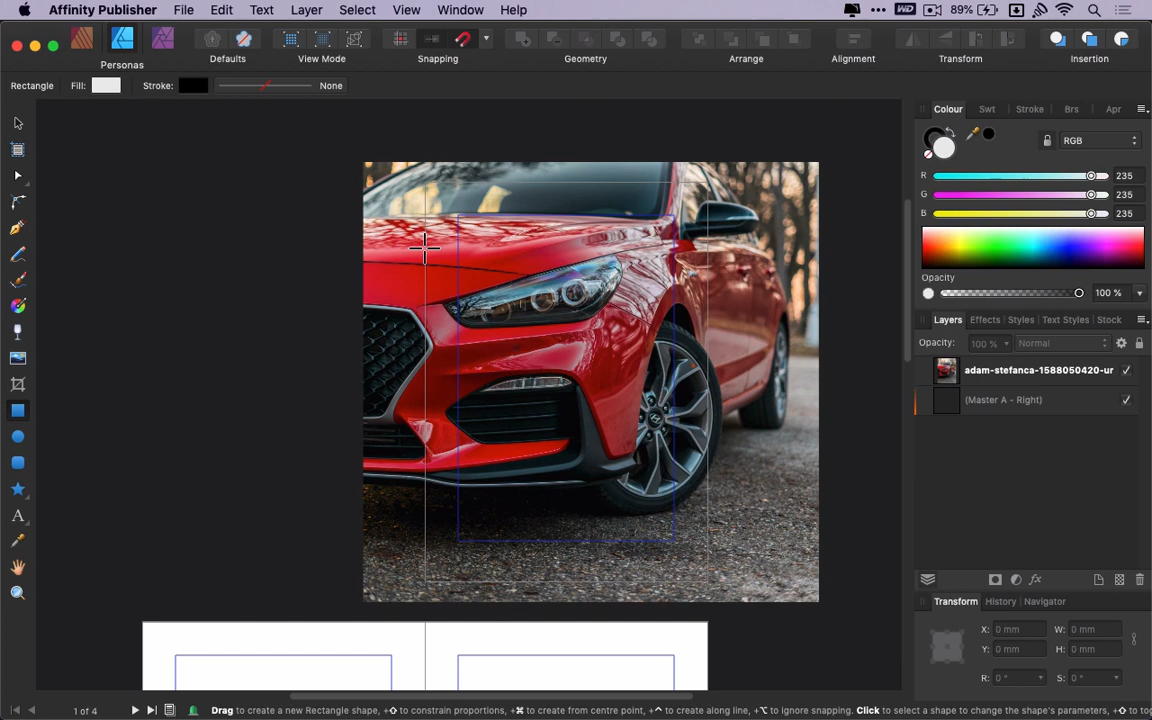 Affinity Publisher File Edit Text Layer Select View Window Help 89%
Personas Defaults View Mode Snapping Geometry Arrange Alignment Transform Insertion
Rectangle Fill: Stroke: None
Colour Swt Stroke Brs Apr
RGB
R 235
G 235
B 235
Opacity
100 %
Layers Effects Styles Text Styles Stock
Opacity: 100 % Normal
adam-stefanca-1588050420-ur
(Master A - Right)
Transform History Navigator
X: 0 mm W: 0 mm
Y: 0 mm H: 0 mm
R: 0 ° S: 0 °
1 of 4 Drag to create a new Rectangle shape, +⇧ to constrain proportions, +⌘ to create from centre point, +^ to create along line, +⌥ to ignore snapping. Click to select a shape to change the shape's parameters, +⇧ to tog